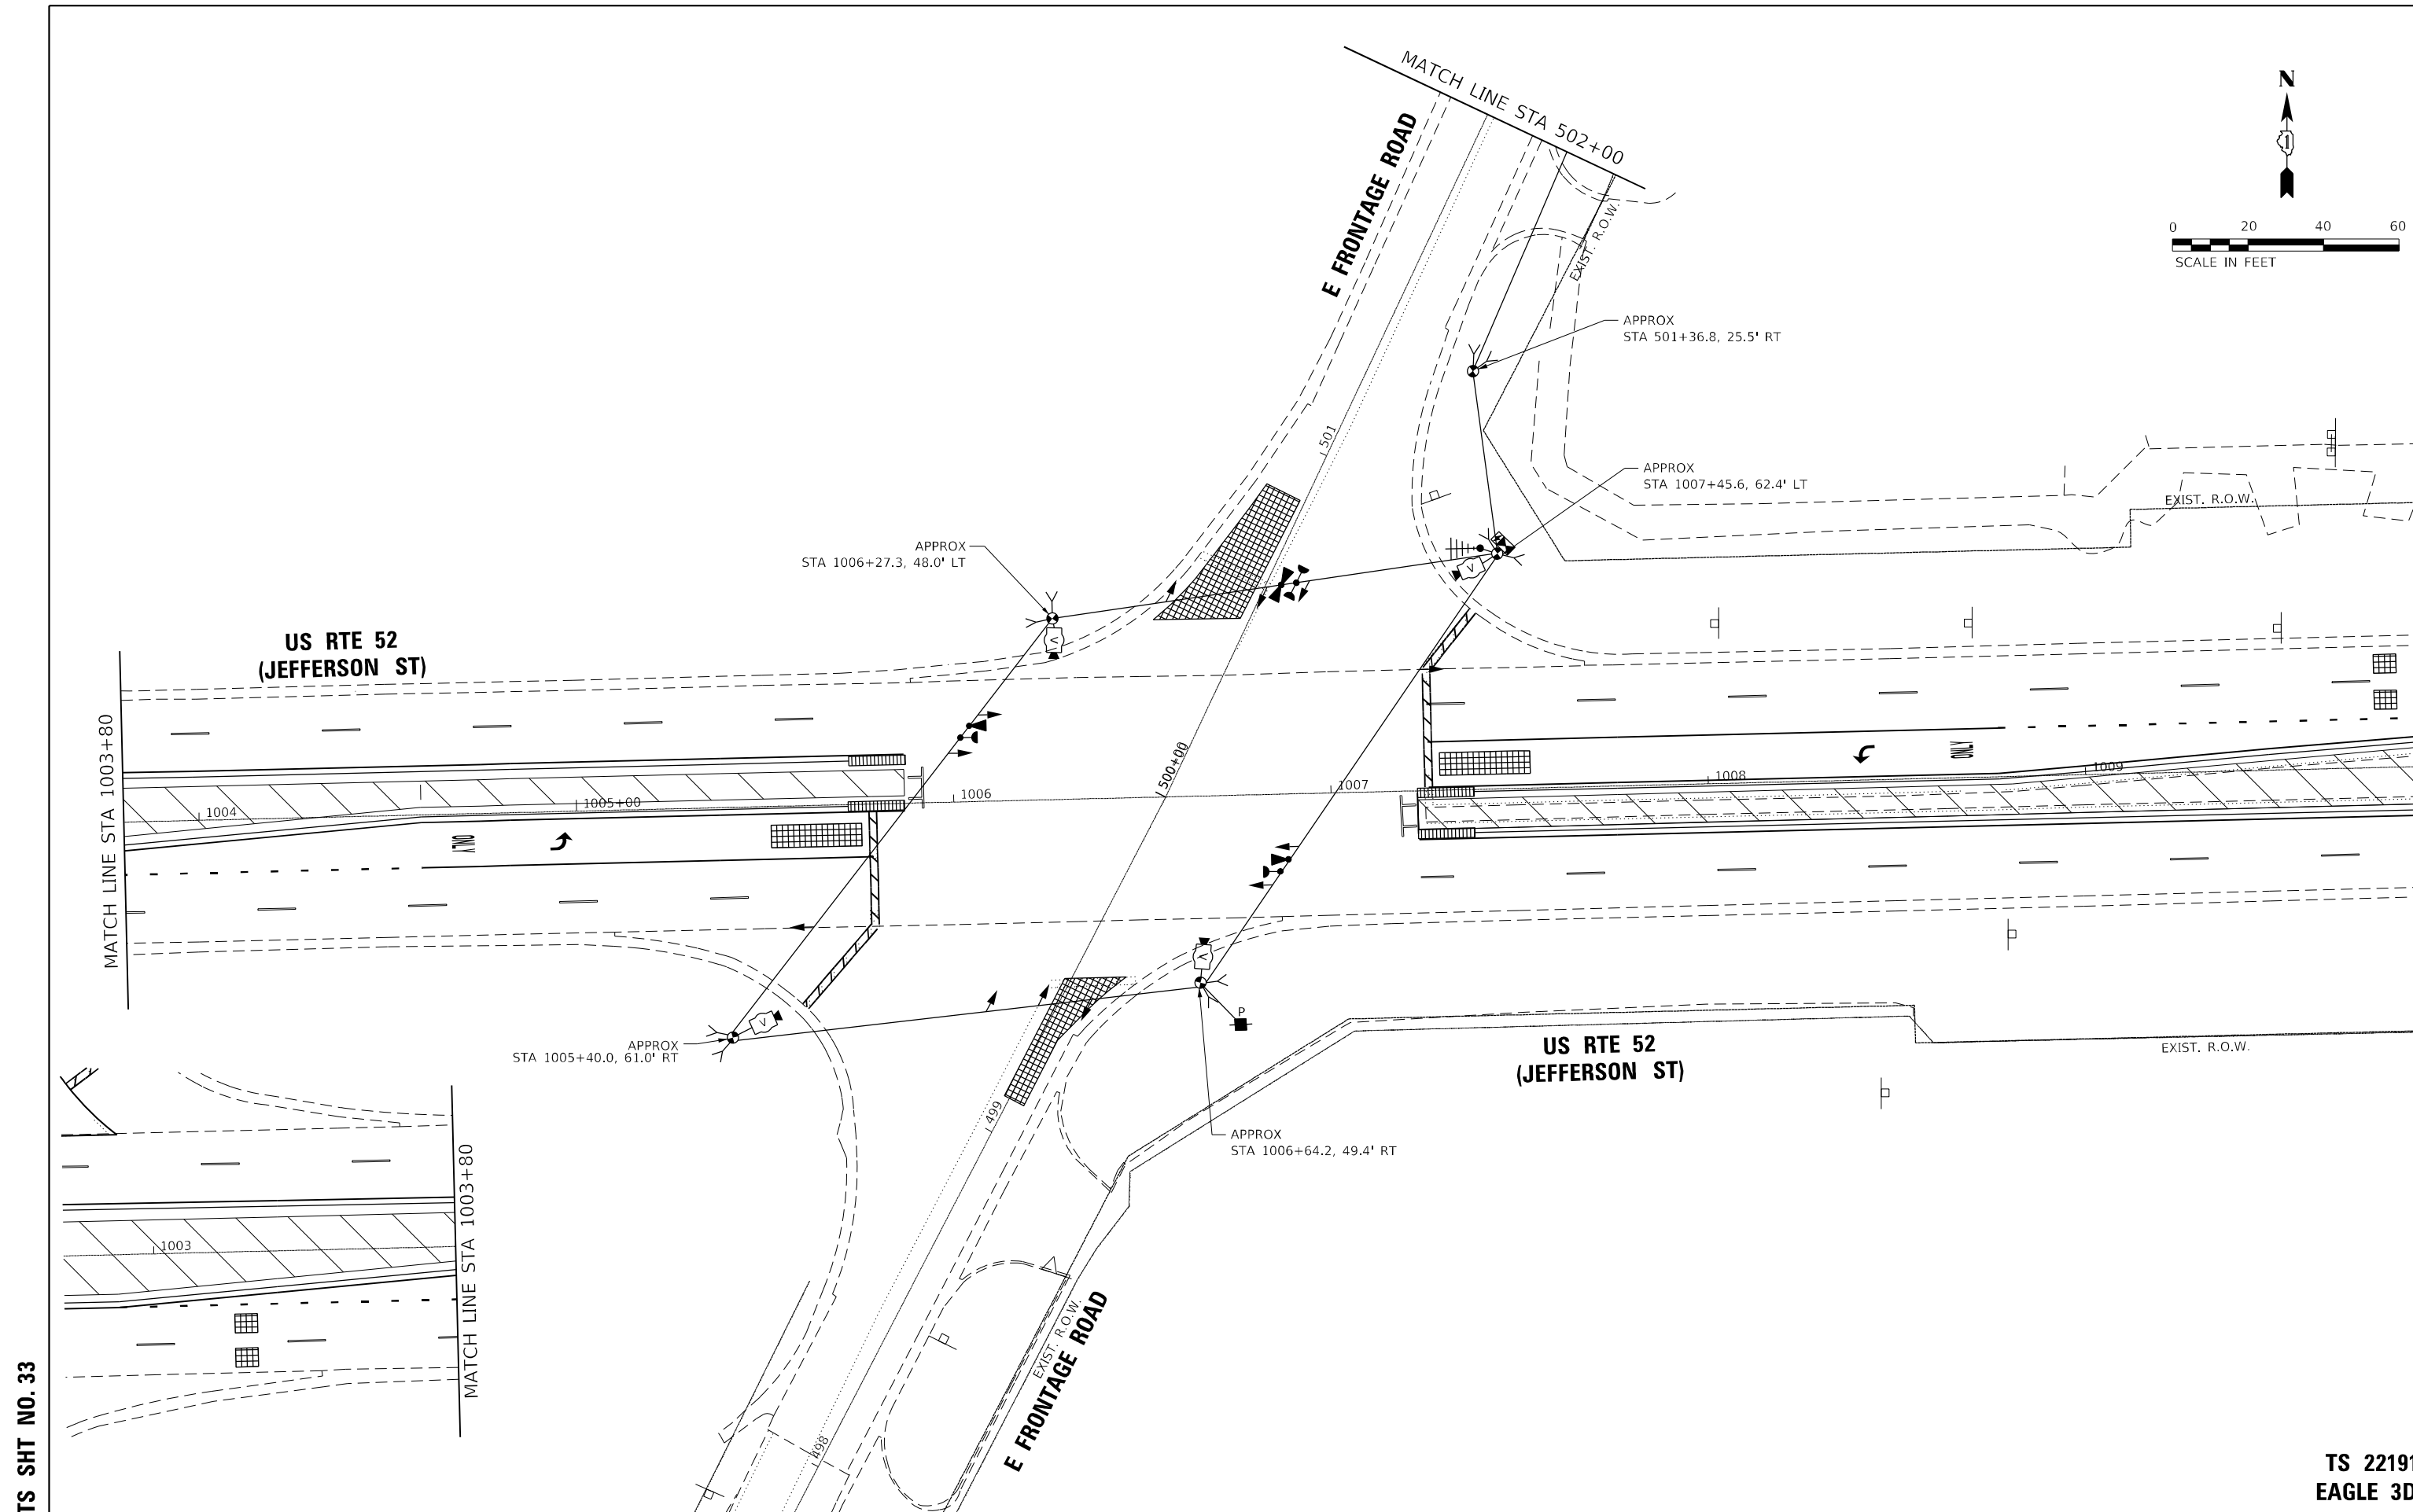 MATCH LINE STA 502+00
N
1
0 20 40 60
SCALE IN FEET
E FRONTAGE ROAD
EXIST. R.O.W.
APPROX
STA 501+36.8, 25.5' RT
501
APPROX
STA 1007+45.6, 62.4' LT
EXIST. R.O.W.
APPROX
STA 1006+27.3, 48.0' LT
V
V
US RTE 52
(JEFFERSON ST)
MATCH LINE STA 1003+80
500+00
ONLY
1004
1005+00
1006
1007
1008
1009
ONLY
V
V
P
APPROX
STA 1005+40.0, 61.0' RT
US RTE 52
(JEFFERSON ST)
EXIST. R.O.W.
499
APPROX
STA 1006+64.2, 49.4' RT
1003
MATCH LINE STA 1003+80
EXIST. R.O.W.
E FRONTAGE ROAD
498
TS SHT NO. 33
TS 22191
EAGLE 3D